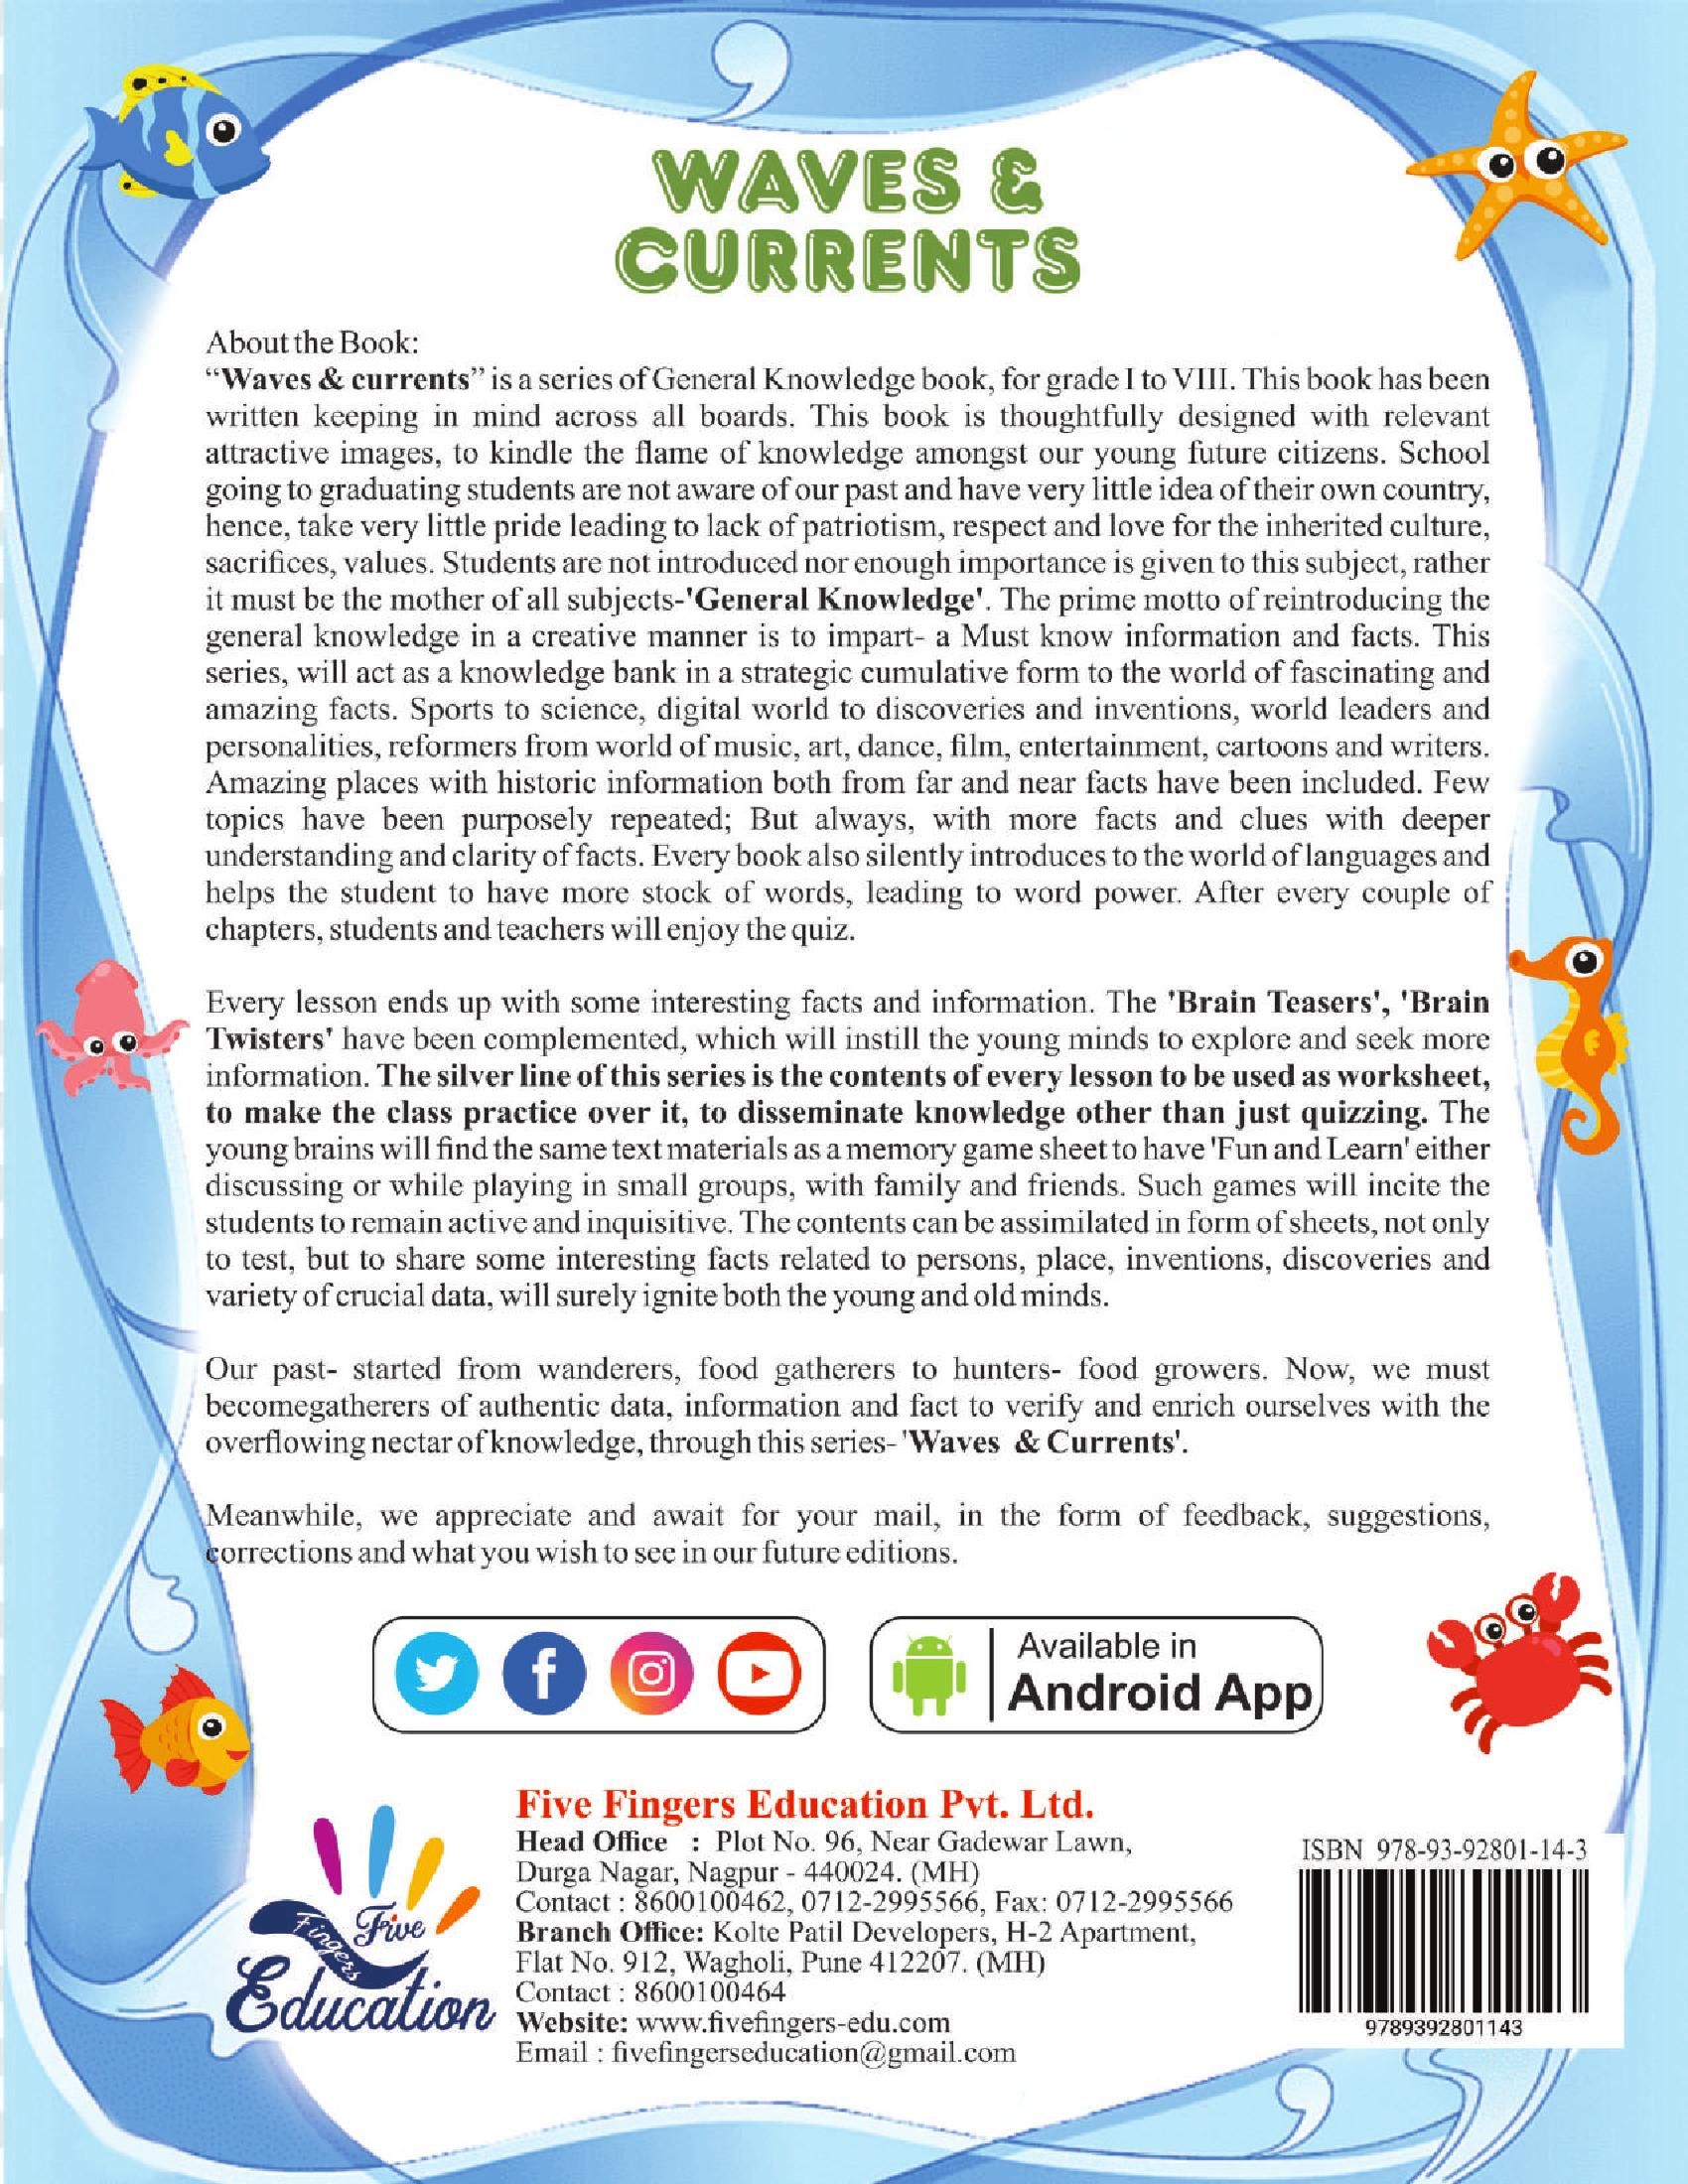 WAVES &
CURRENTS
About the Book:
“Waves & currents” is a series of General Knowledge book, for grade I to VIII. This book has been
written keeping in mind across all boards. This book is thoughtfully designed with relevant
attractive images, to kindle the flame of knowledge amongst our young future citizens. School
going to graduating students are not aware of our past and have very little idea of their own country,
hence, take very little pride leading to lack of patriotism, respect and love for the inherited culture,
sacrifices, values. Students are not introduced nor enough importance is given to this subject, rather
it must be the mother of all subjects-'General Knowledge'. The prime motto of reintroducing the
general knowledge in a creative manner is to impart- a Must know information and facts. This
series, will act as a knowledge bank in a strategic cumulative form to the world of fascinating and
amazing facts. Sports to science, digital world to discoveries and inventions, world leaders and
personalities, reformers from world of music, art, dance, film, entertainment, cartoons and writers.
Amazing places with historic information both from far and near facts have been included. Few
topics have been purposely repeated; But always, with more facts and clues with deeper
understanding and clarity of facts. Every book also silently introduces to the world of languages and
helps the student to have more stock of words, leading to word power. After every couple of
chapters, students and teachers will enjoy the quiz.
Every lesson ends up with some interesting facts and information. The 'Brain Teasers', 'Brain
Twisters' have been complemented, which will instill the young minds to explore and seek more
information. The silver line of this series is the contents of every lesson to be used as worksheet,
to make the class practice over it, to disseminate knowledge other than just quizzing. The
young brains will find the same text materials as a memory game sheet to have 'Fun and Learn' either
discussing or while playing in small groups, with family and friends. Such games will incite the
students to remain active and inquisitive. The contents can be assimilated in form of sheets, not only
to test, but to share some interesting facts related to persons, place, inventions, discoveries and
variety of crucial data, will surely ignite both the young and old minds.
Our past- started from wanderers, food gatherers to hunters- food growers. Now, we must
becomegatherers of authentic data, information and fact to verify and enrich ourselves with the
overflowing nectar of knowledge, through this series- 'Waves & Currents'.
Meanwhile, we appreciate and await for your mail, in the form of feedback, suggestions,
corrections and what you wish to see in our future editions.
Available in
Android App
Five Fingers Education Pvt. Ltd.
Head Office : Plot No. 96, Near Gadewar Lawn,
Durga Nagar, Nagpur - 440024. (MH)
Contact : 8600100462, 0712-2995566, Fax: 0712-2995566
Branch Office: Kolte Patil Developers, H-2 Apartment,
Flat No. 912, Wagholi, Pune 412207. (MH)
Contact : 8600100464
Website: www.fivefingers-edu.com
Email : fivefingerseducation@gmail.com
Five
Fingers
Education
ISBN 978-93-92801-14-3
9789392801143